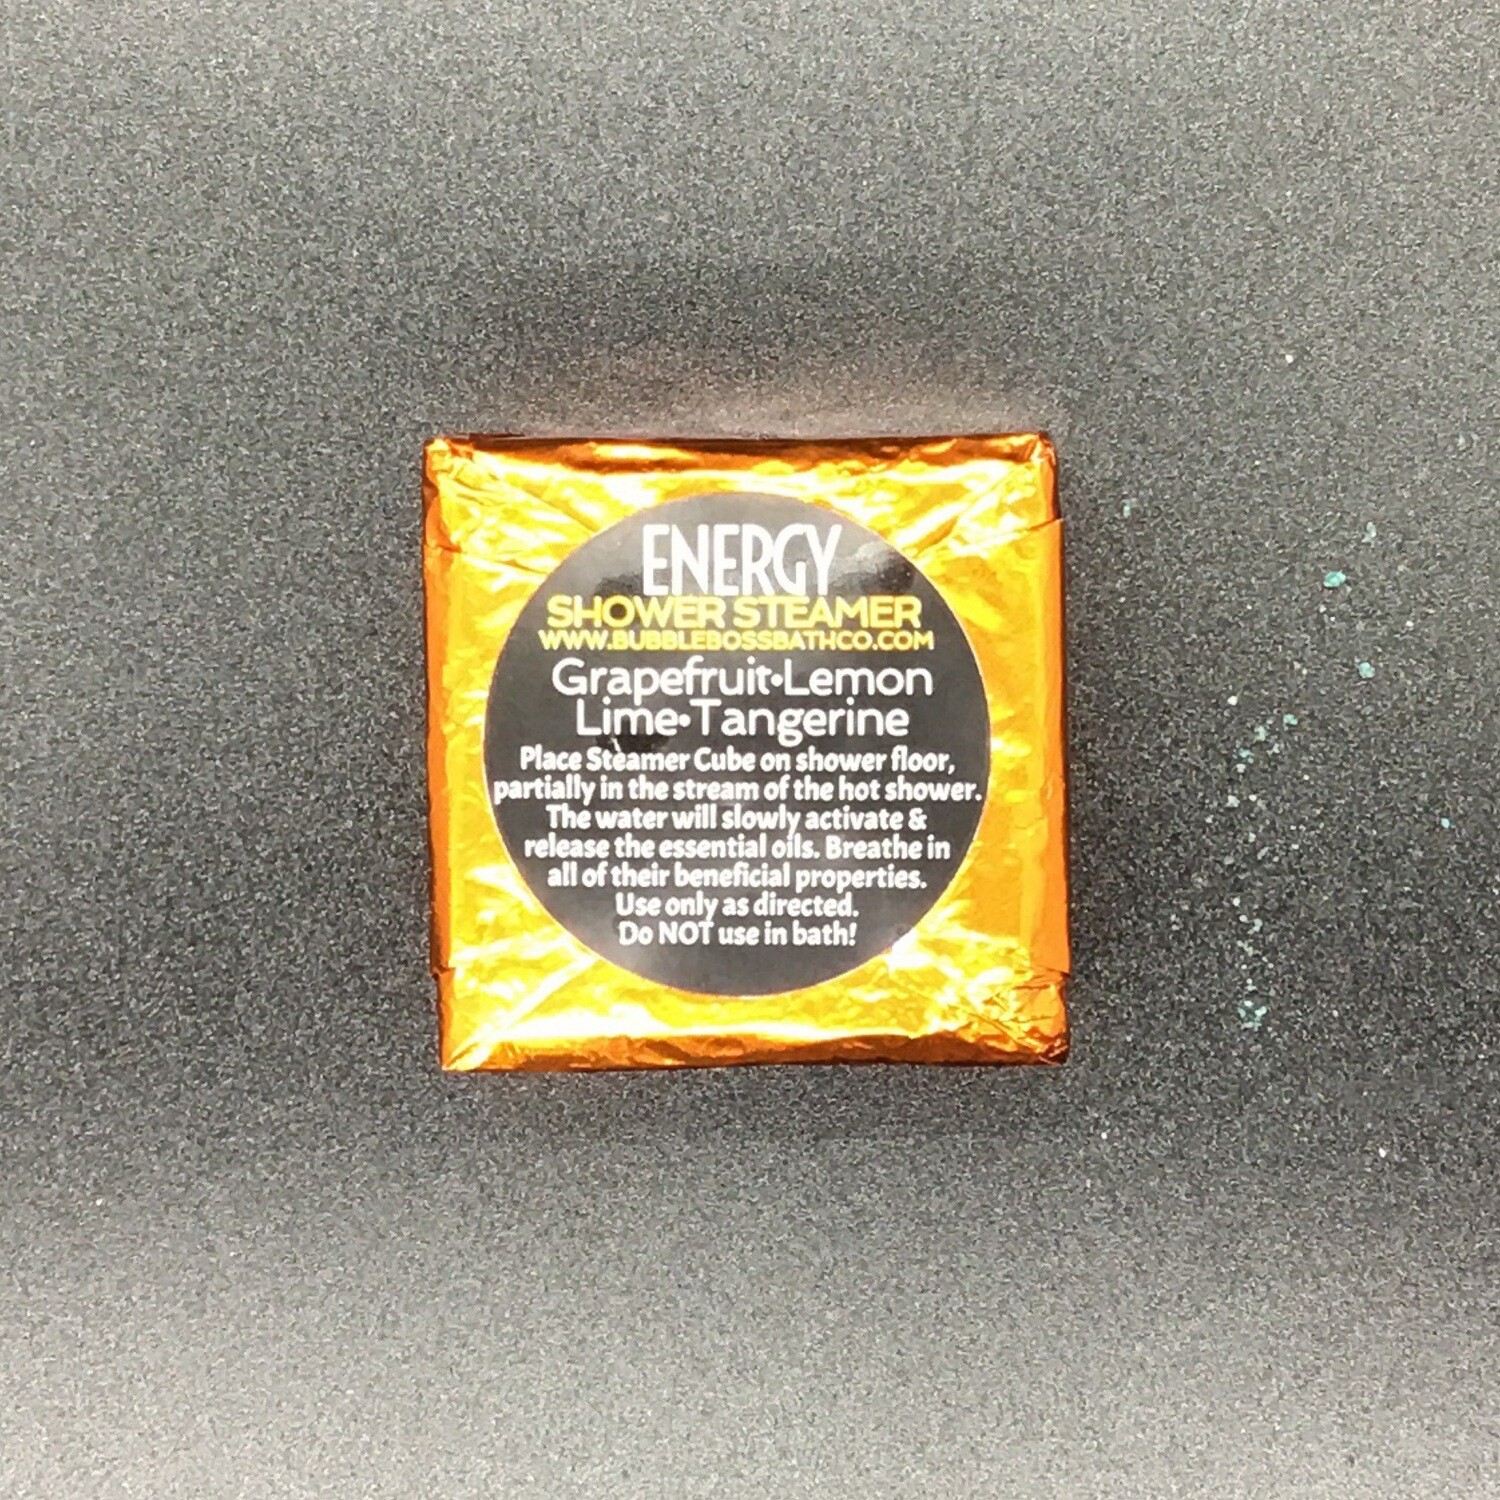 ENERGY
SHOWER STEAMER
WWW.BUBBLEBOSSBATHCO.COM
Grapefruit•Lemon
Lime•Tangerine
Place Steamer Cube on shower floor,
partially in the stream of the hot shower.
The water will slowly activate &
release the essential oils. Breathe in
all of their beneficial properties.
Use only as directed.
Do NOT use in bath!